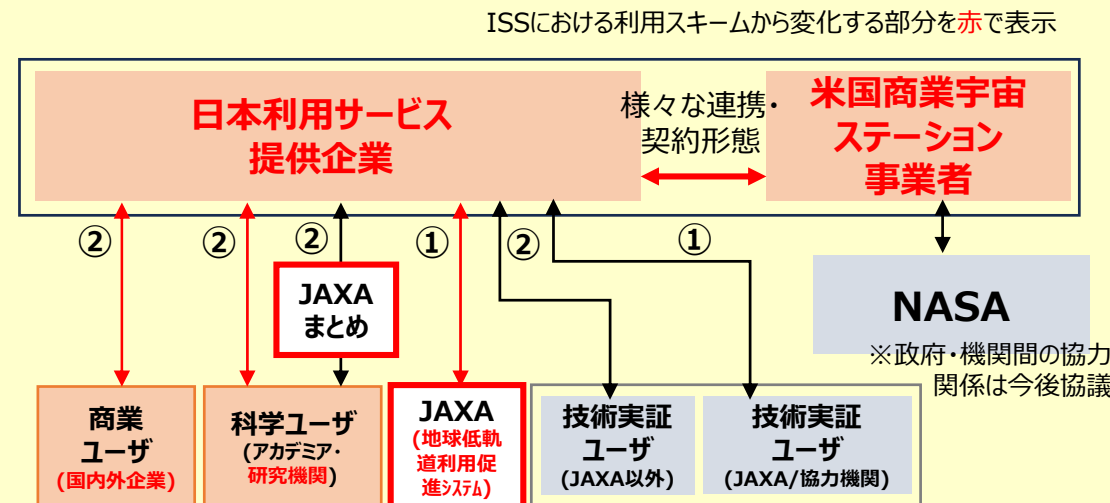 ISSにおける利用スキームから変化する部分を赤で表示
日本利用サービス
提供企業
様々な連携・
契約形態
米国商業宇宙
ステーション
事業者
②
②
②
①
②
①
JAXA
まとめ
NASA
※政府・機関間の協力
関係は今後協議
商業
ユーザ
(国内外企業)
科学ユーザ
(アカデミア・
研究機関)
JAXA
(地球低軌
道利用促
進システム)
技術実証
ユーザ
(JAXA以外)
技術実証
ユーザ
(JAXA/協力機関)